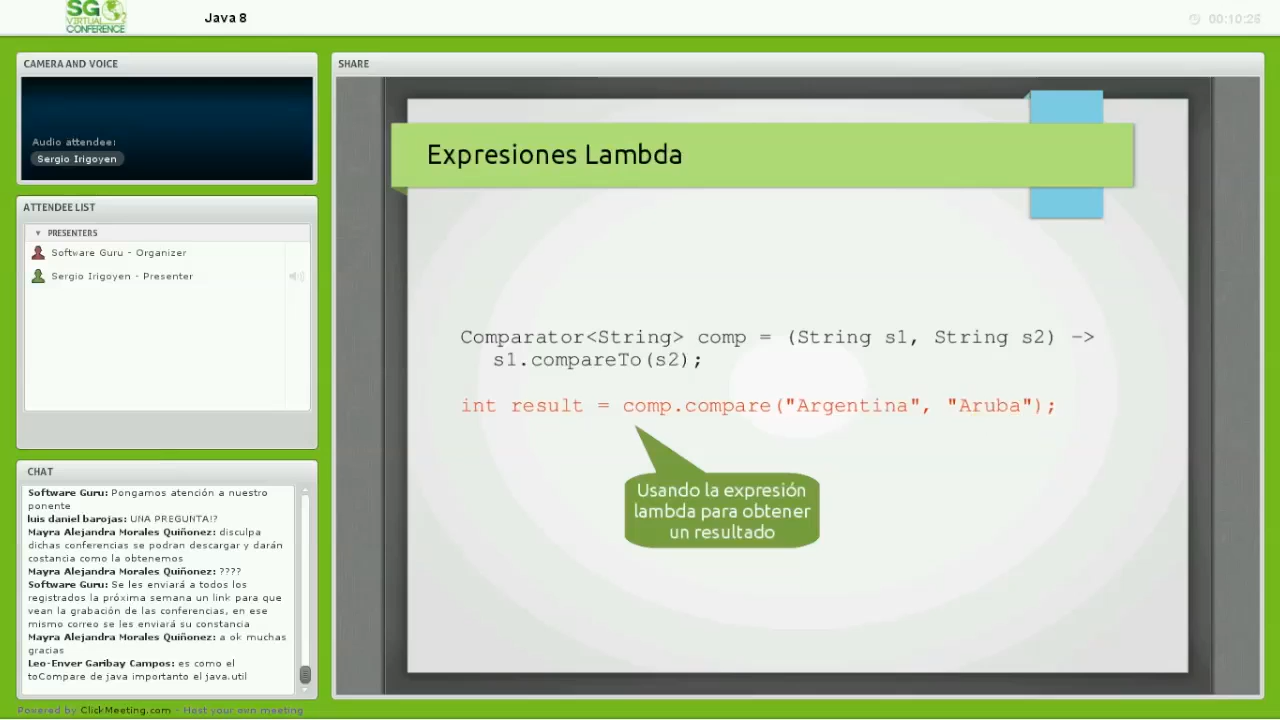 SG
VIRTUAL
CONFERENCE
Java 8
00:10:26
CAMERA AND VOICE
Audio attendee:
Sergio Irigoyen
ATTENDEE LIST
PRESENTERS
Software Guru - Organizer
Sergio Irigoyen - Presenter
CHAT
Software Guru: Pongamos atención a nuestro
ponente
luis daniel barojas: UNA PREGUNTA!?
Mayra Alejandra Morales Quiñonez: disculpa
dichas conferencias se podran descargar y darán
costancia como la obtenemos
Mayra Alejandra Morales Quiñonez: ????
Software Guru: Se les enviará a todos los
registrados la próxima semana un link para que
vean la grabación de las conferencias, en ese
mismo correo se les enviará su constancia
Mayra Alejandra Morales Quiñonez: a ok muchas
gracias
Leo-Enver Garibay Campos: es como el
toCompare de java importanto el java.util
Powered by ClickMeeting.com - Host your own meeting
SHARE
Expresiones Lambda
Comparator<String> comp = (String s1, String s2) ->
s1.compareTo(s2);
int result = comp.compare("Argentina", "Aruba");
Usando la expresión
lambda para obtener
un resultado